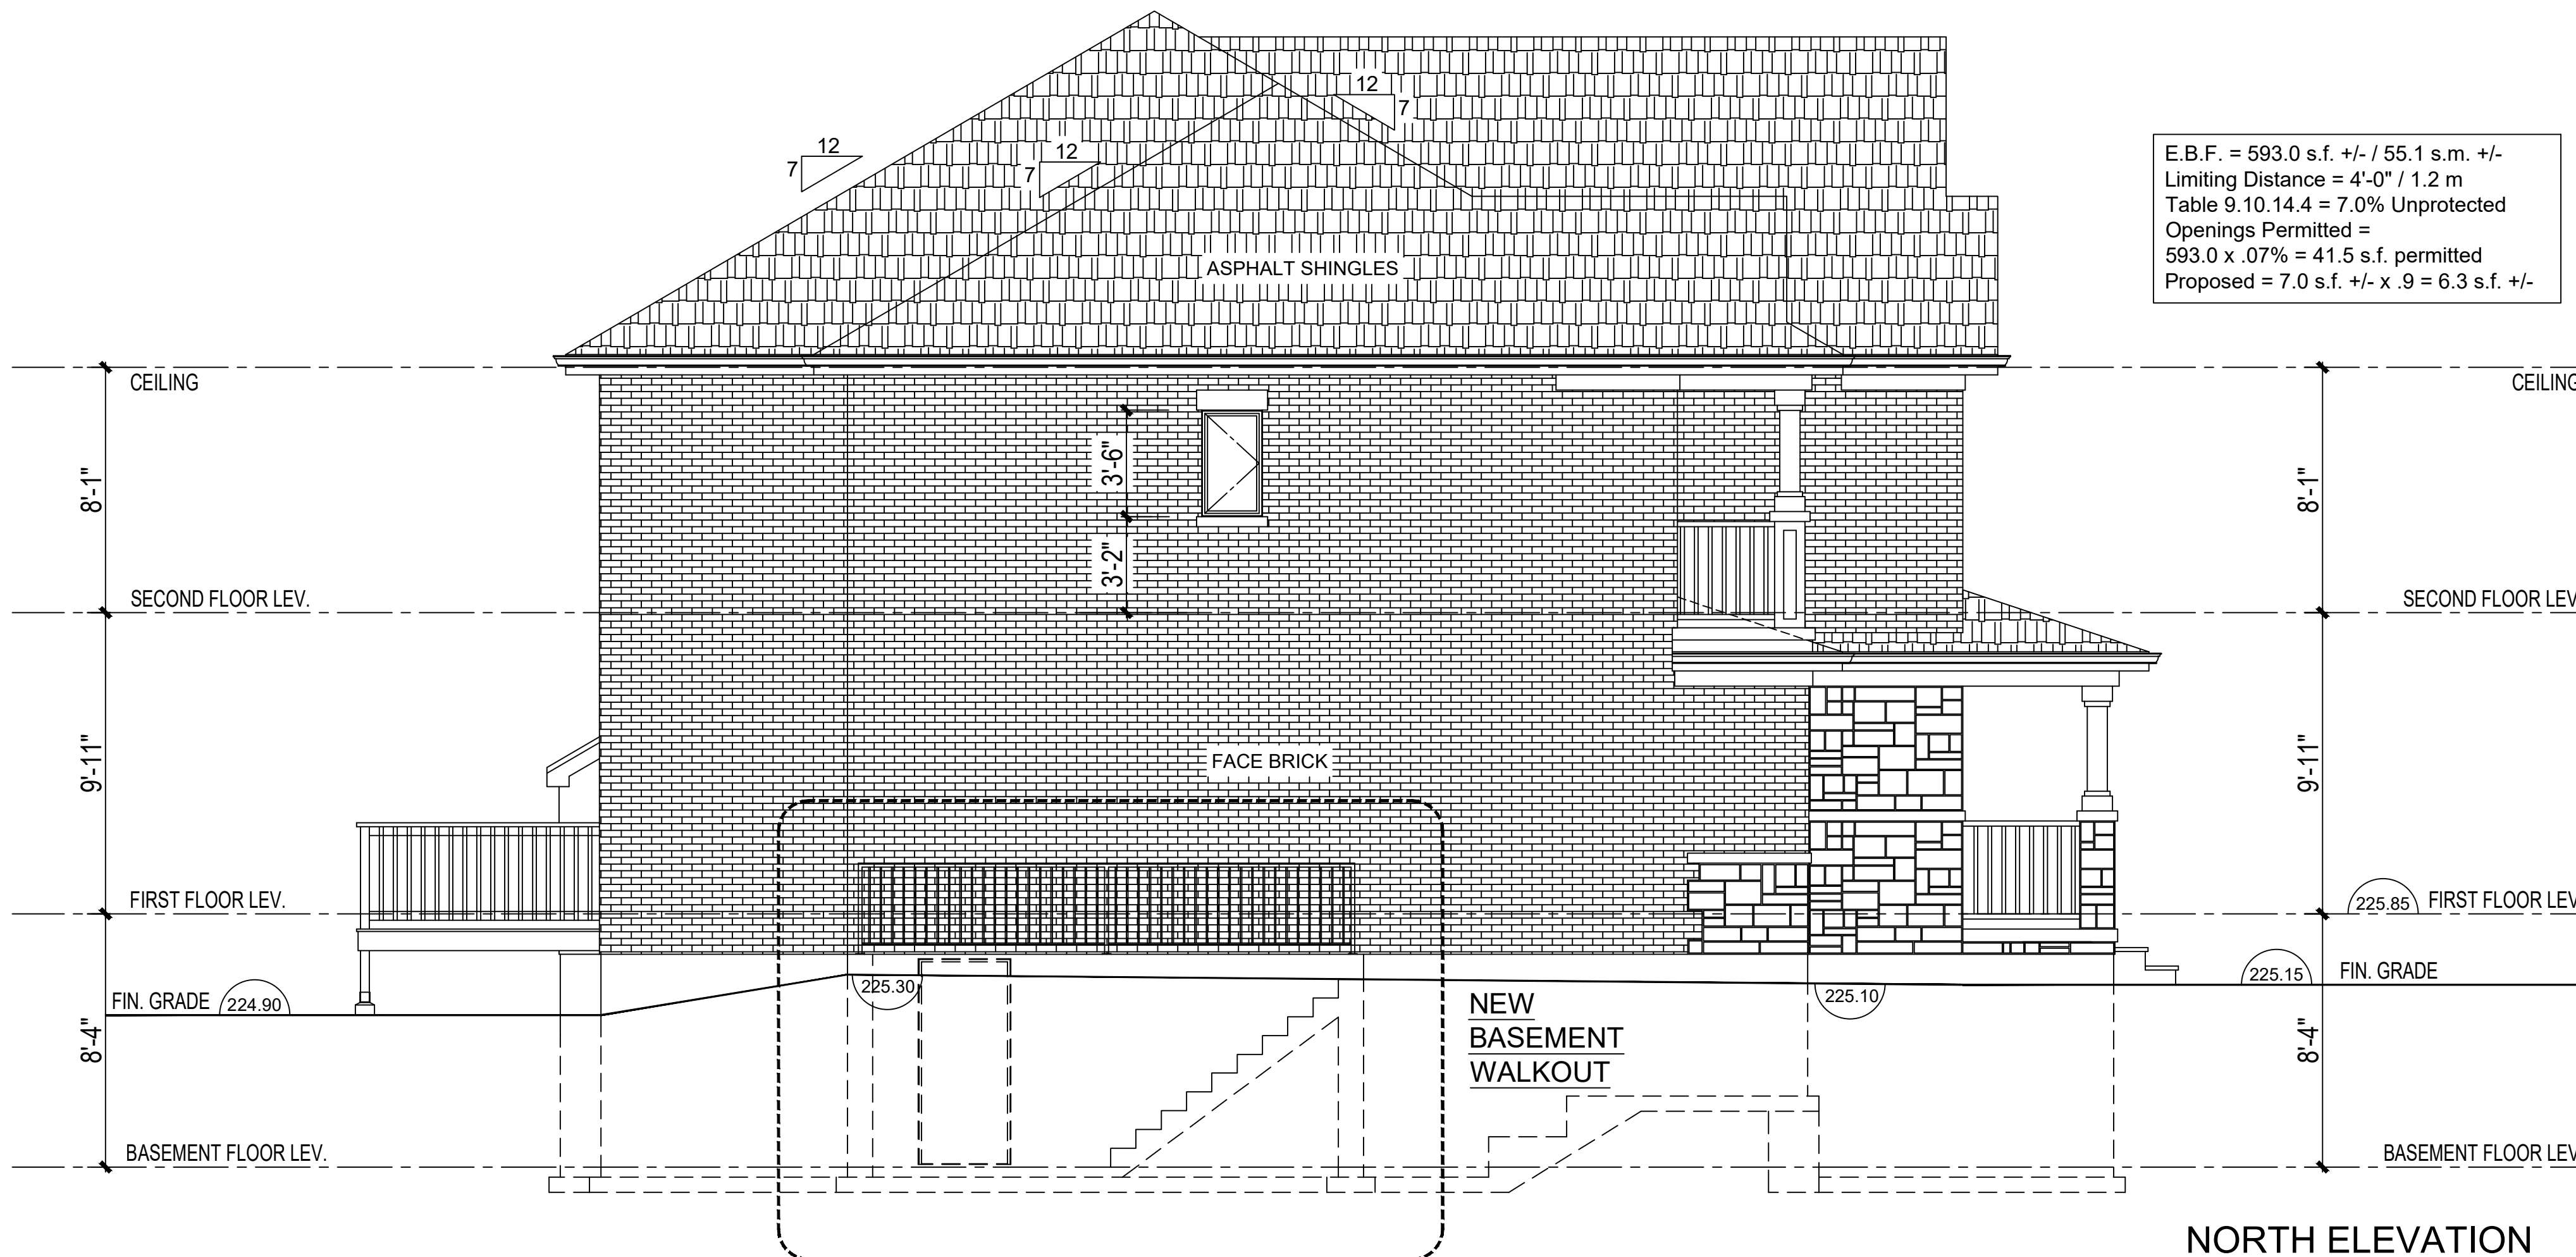 12
7
12
7
12
7
E.B.F. = 593.0 s.f. +/- / 55.1 s.m. +/-
Limiting Distance = 4'-0" / 1.2 m
Table 9.10.14.4 = 7.0% Unprotected
Openings Permitted =
593.0 x .07% = 41.5 s.f. permitted
Proposed = 7.0 s.f. +/- x .9 = 6.3 s.f. +/-
ASPHALT SHINGLES
CEILING
CEILING
8'-1"
3'-6"
3'-2"
8'-1"
SECOND FLOOR LEV.
SECOND FLOOR LEV
9'-11"
FACE BRICK
9'-11"
FIRST FLOOR LEV.
225.85
FIRST FLOOR LEV
FIN. GRADE
224.90
225.30
225.10
225.15
FIN. GRADE
8'-4"
NEW
BASEMENT
WALKOUT
8'-4"
BASEMENT FLOOR LEV.
BASEMENT FLOOR LEV
NORTH ELEVATION